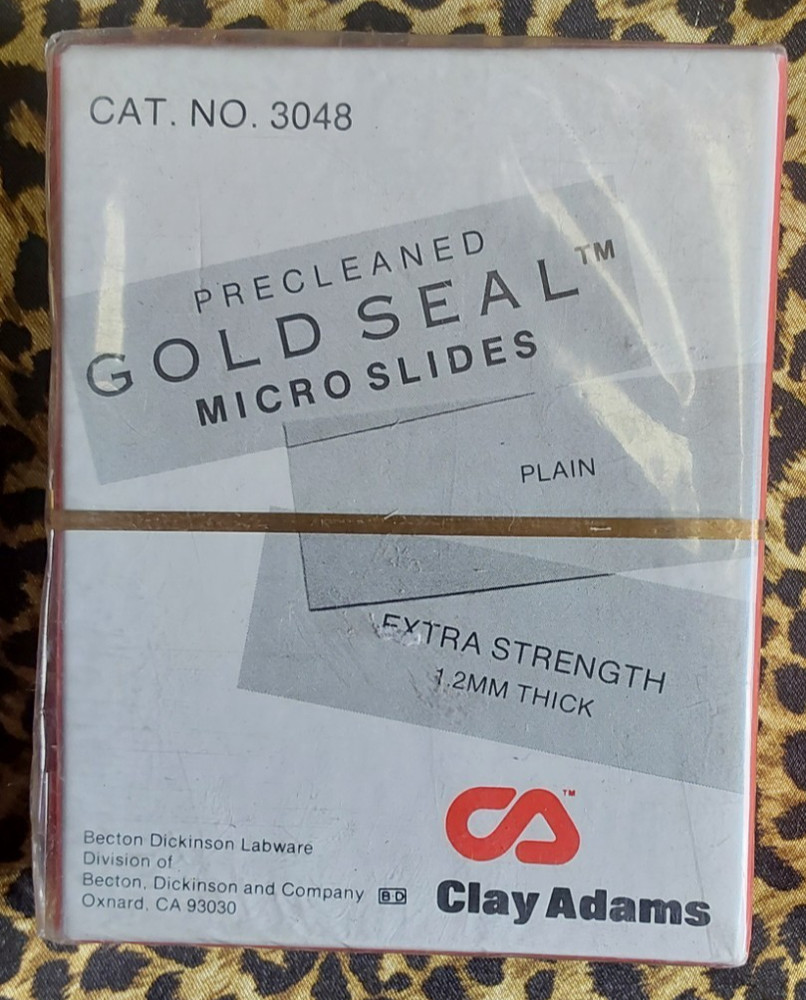 CAT. NO. 3048
PRECLEANED
GOLD SEAL™
MICRO SLIDES
PLAIN
EXTRA STRENGTH
1.2MM THICK
CA™
Clay Adams
Becton Dickinson Labware
Division of
Becton, Dickinson and Company B-D
Oxnard, CA 93030